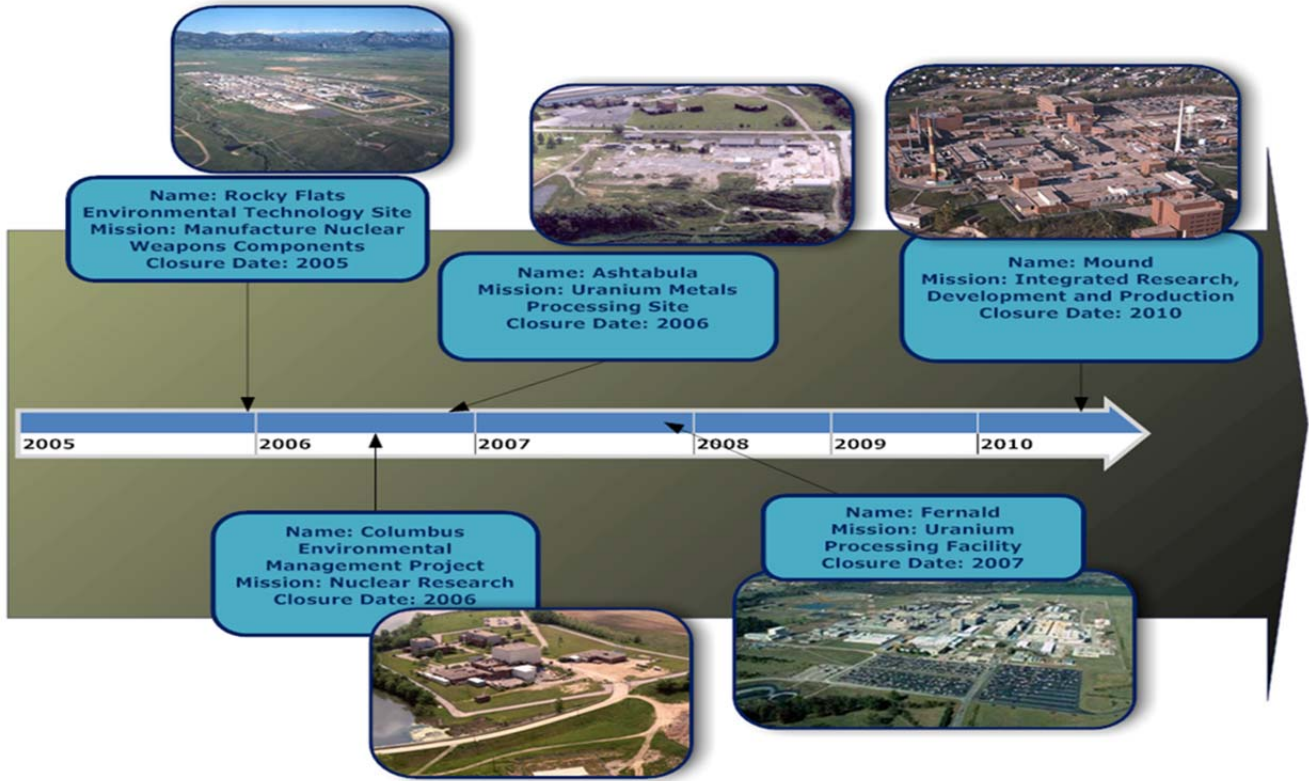 Name: Rocky Flats
Environmental Technology Site
Mission: Manufacture Nuclear
Weapons Components
Closure Date: 2005
Name: Ashtabula
Mission: Uranium Metals
Processing Site
Closure Date: 2006
Name: Mound
Mission: Integrated Research,
Development and Production
Closure Date: 2010
2005 2006 2007 2008 2009 2010
Name: Columbus
Environmental
Management Project
Mission: Nuclear Research
Closure Date: 2006
Name: Fernald
Mission: Uranium
Processing Facility
Closure Date: 2007